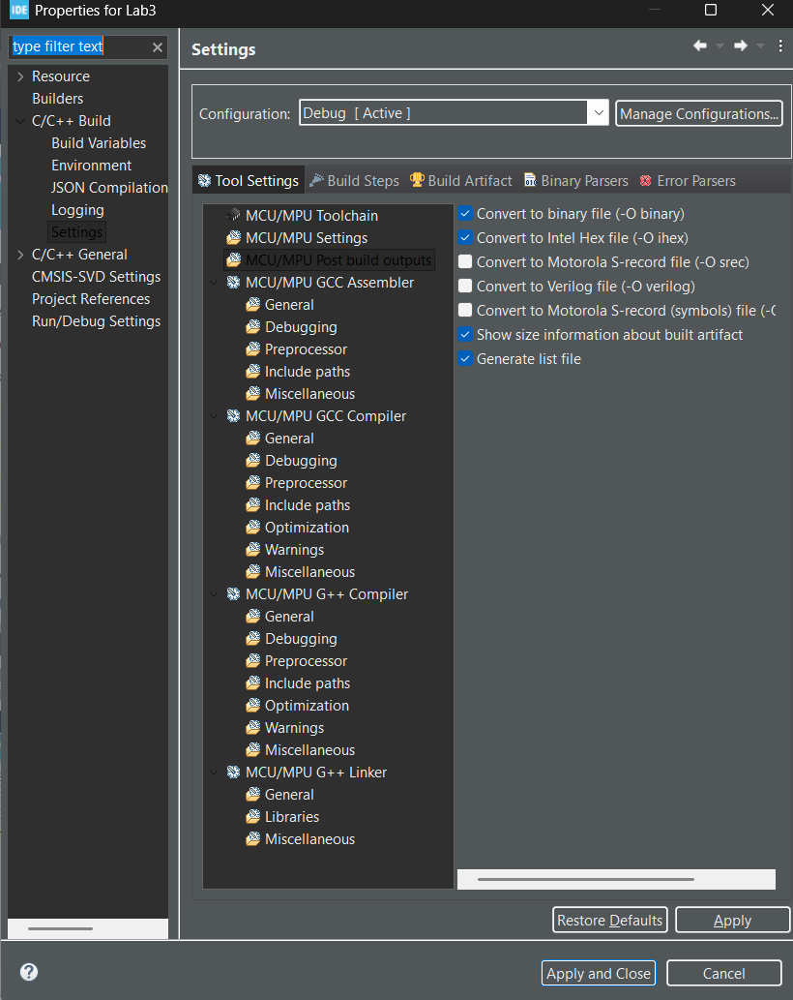 IDE Properties for Lab3
type filter text
Resource
Builders
C/C++ Build
Build Variables
Environment
JSON Compilation
Logging
Settings
C/C++ General
CMSIS-SVD Settings
Project References
Run/Debug Settings
Settings
Configuration: Debug [ Active ] Manage Configurations...
Tool Settings Build Steps Build Artifact Binary Parsers Error Parsers
MCU/MPU Toolchain
MCU/MPU Settings
MCU/MPU Post build outputs
MCU/MPU GCC Assembler
General
Debugging
Preprocessor
Include paths
Miscellaneous
MCU/MPU GCC Compiler
General
Debugging
Preprocessor
Include paths
Optimization
Warnings
Miscellaneous
MCU/MPU G++ Compiler
General
Debugging
Preprocessor
Include paths
Optimization
Warnings
Miscellaneous
MCU/MPU G++ Linker
General
Libraries
Miscellaneous
Convert to binary file (-O binary)
Convert to Intel Hex file (-O ihex)
Convert to Motorola S-record file (-O srec)
Convert to Verilog file (-O verilog)
Convert to Motorola S-record (symbols) file (-O
Show size information about built artifact
Generate list file
Restore Defaults Apply
? Apply and Close Cancel